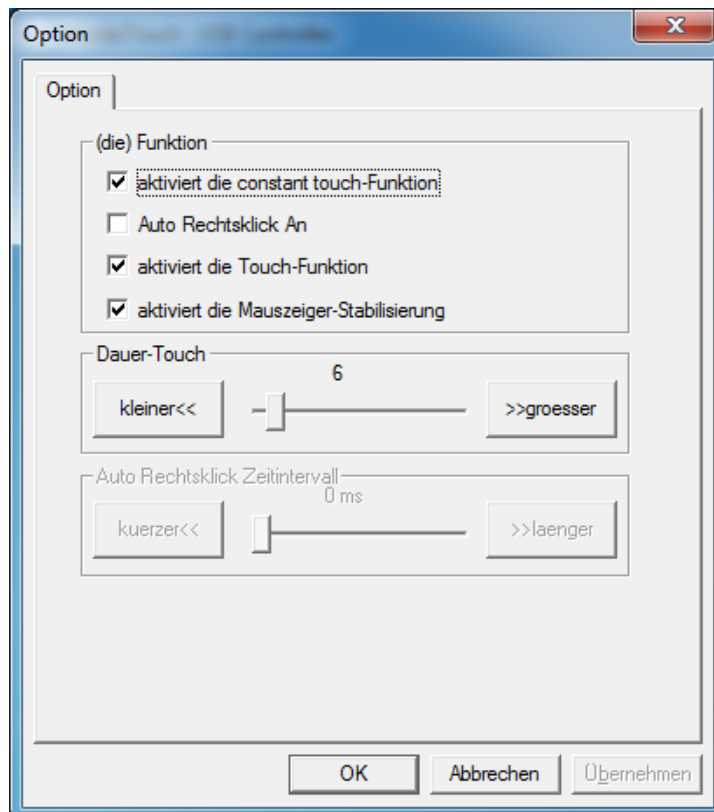 Option
Option
(die) Funktion
aktiviert die constant touch-Funktion
Auto Rechtsklick An
aktiviert die Touch-Funktion
aktiviert die Mauszeiger-Stabilisierung
Dauer-Touch
6
kleiner<< >>groesser
Auto Rechtsklick Zeitintervall
0 ms
kuerzer<< >>laenger
OK Abbrechen Übernehmen